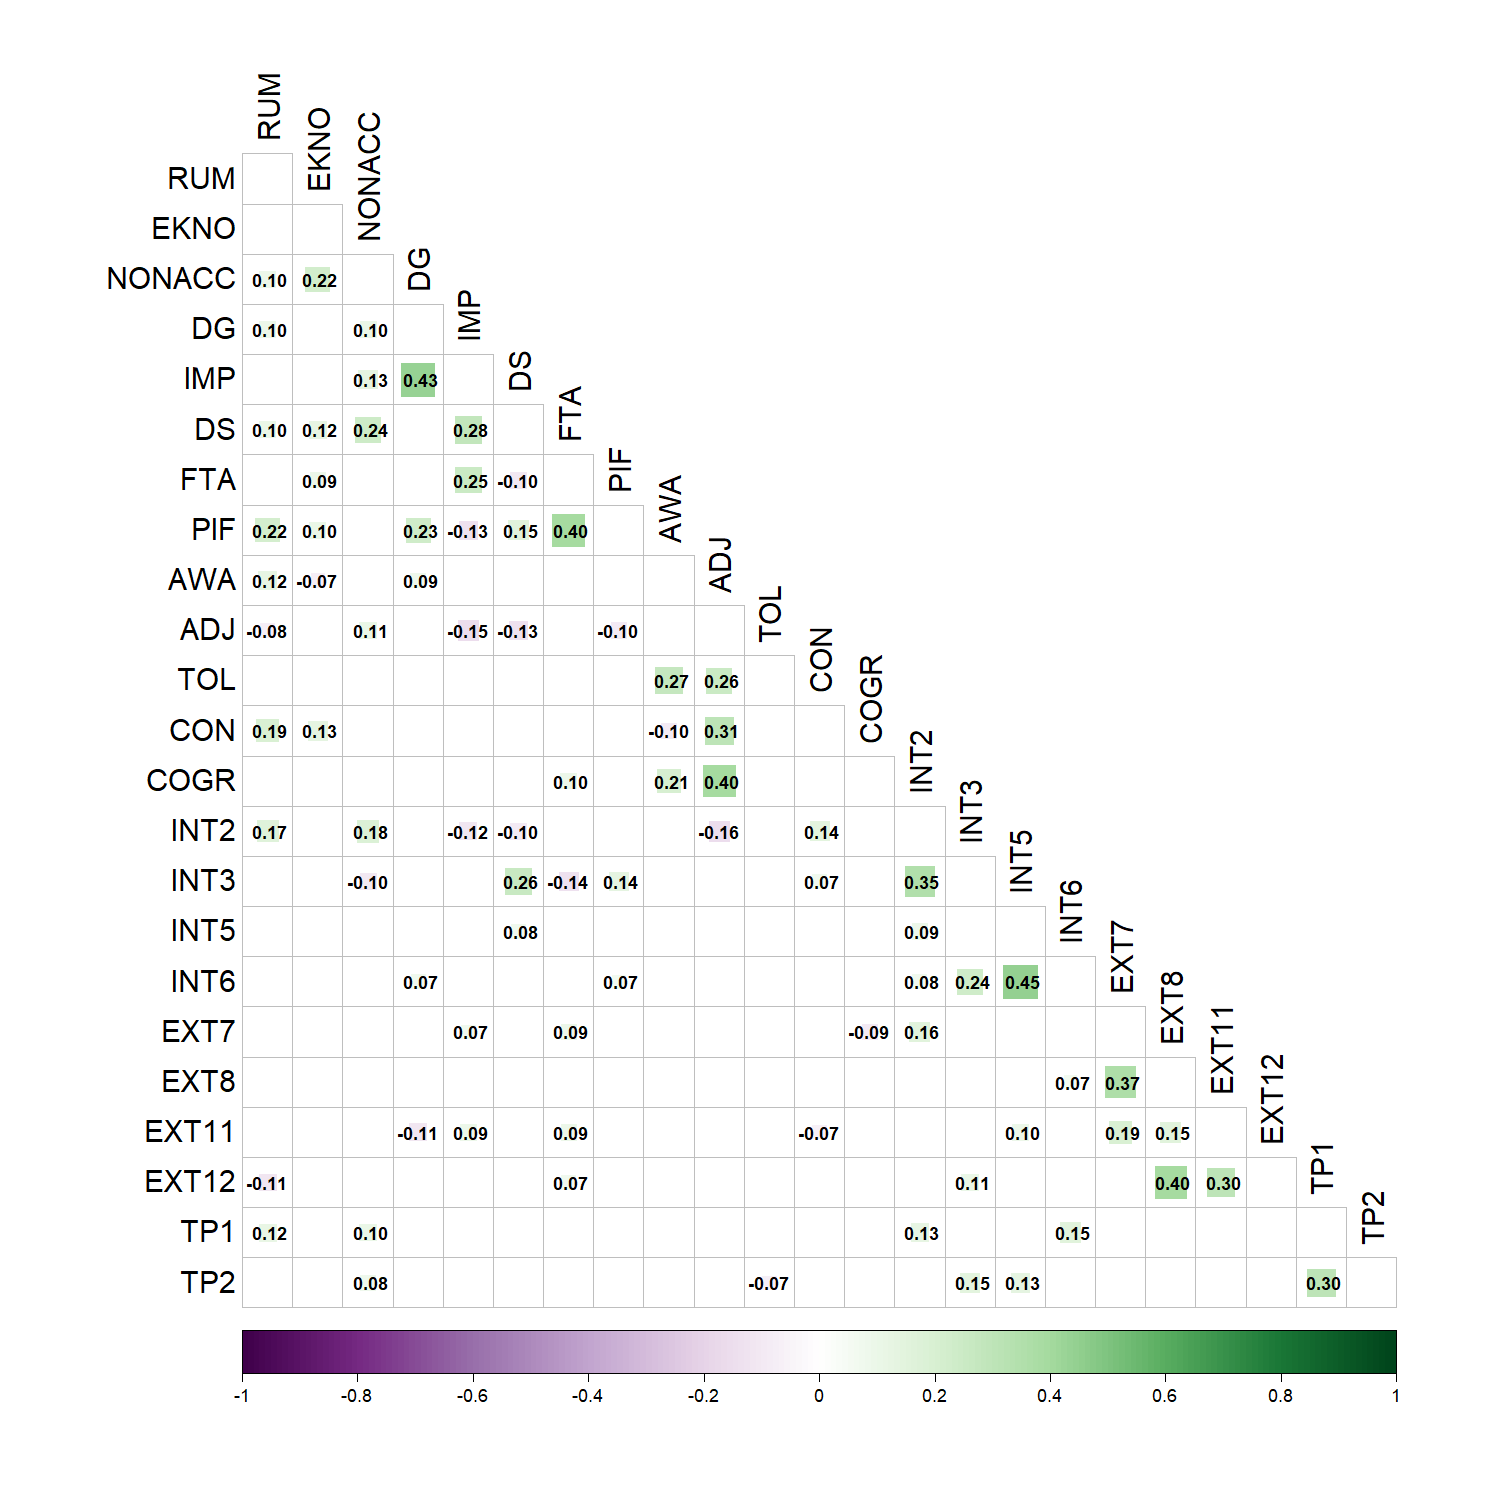 RUM
EKNO
NONACC
DG
IMP
DS
FTA
PIF
AWA
ADJ
TOL
CON
COGR
INT2
INT3
INT5
INT6
EXT7
EXT8
EXT11
EXT12
TP1
TP2
RUM
EKNO
NONACC 0.10 0.22
DG 0.10 0.10
IMP 0.13 0.43
DS 0.10 0.12 0.24 0.28
FTA 0.09 0.25 -0.10
PIF 0.22 0.10 0.23 -0.13 0.15 0.40
AWA 0.12 -0.07 0.09
ADJ -0.08 0.11 -0.15 -0.13 -0.10
TOL 0.27 0.26
CON 0.19 0.13 -0.10 0.31
COGR 0.10 0.21 0.40
INT2 0.17 0.18 -0.12 -0.10 -0.16 0.14
INT3 -0.10 0.26 -0.14 0.14 0.07 0.35
INT5 0.08 0.09
INT6 0.07 0.07 0.08 0.24 0.45
EXT7 0.07 0.09 -0.09 0.16
EXT8 0.07 0.37
EXT11 -0.11 0.09 0.09 -0.07 0.10 0.19 0.15
EXT12 -0.11 0.07 0.11 0.40 0.30
TP1 0.12 0.10 0.13 0.15
TP2 0.08 -0.07 0.15 0.13 0.30
-1 -0.8 -0.6 -0.4 -0.2 0 0.2 0.4 0.6 0.8 1